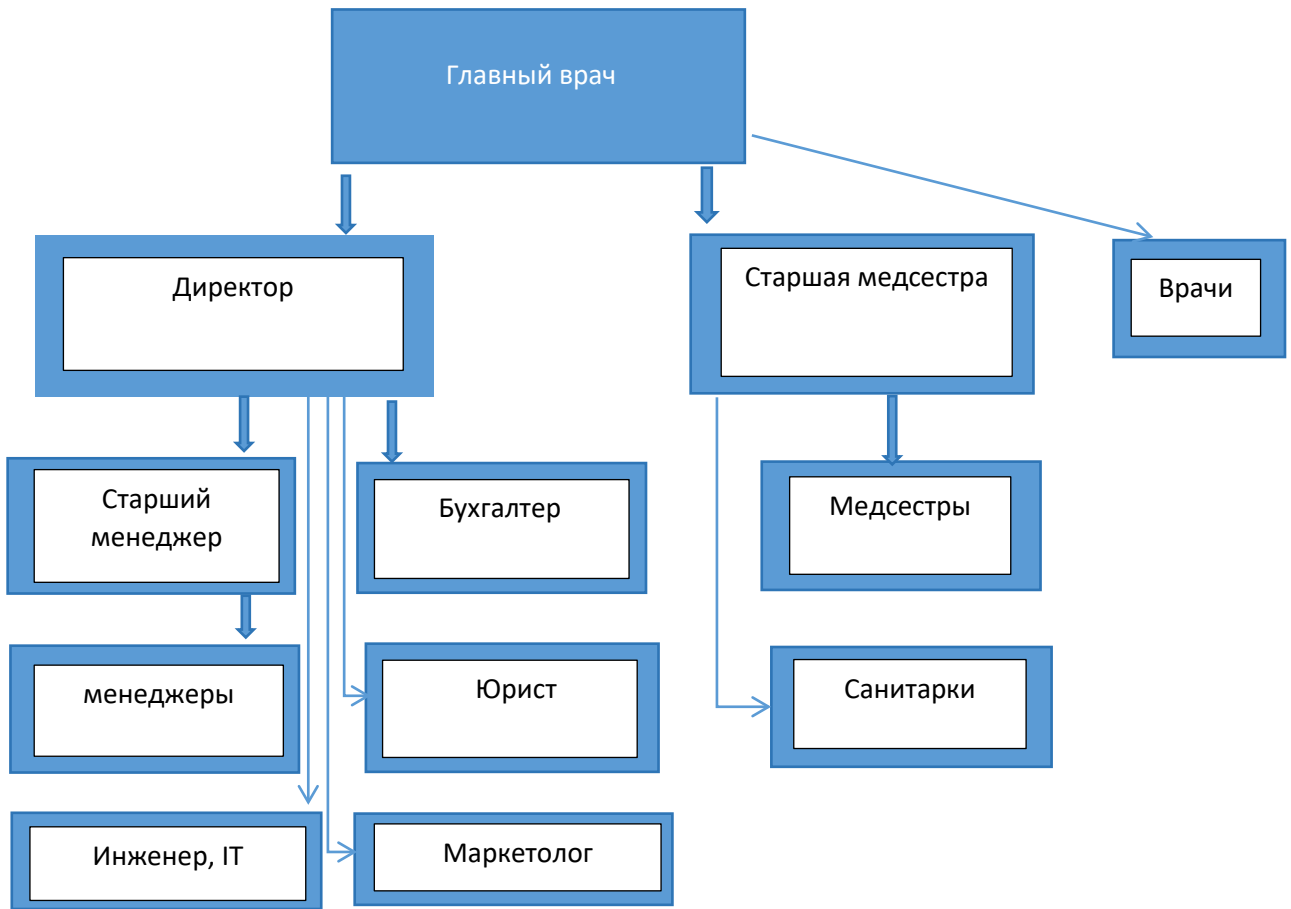 Главный врач
Директор
Старшая медсестра
Врачи
Старший
менеджер
Бухгалтер
Медсестры
менеджеры
Юрист
Санитарки
Инженер, IT
Маркетолог